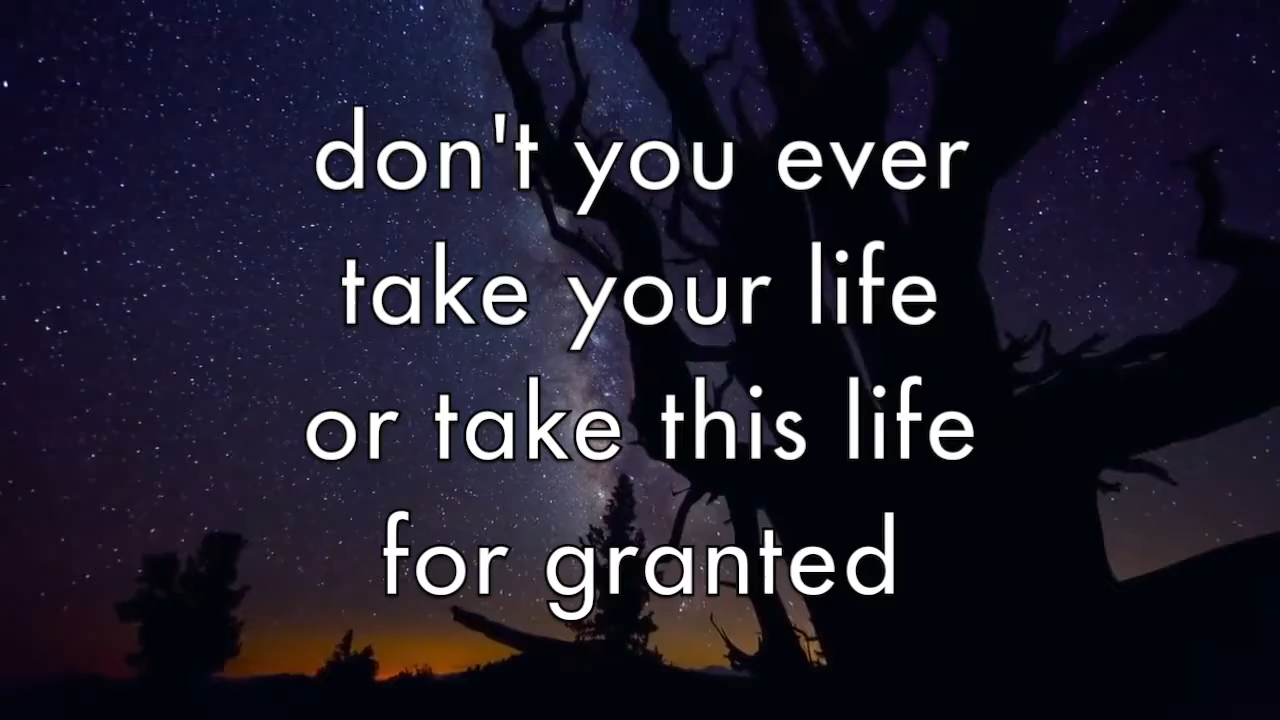 don't you ever
take your life
or take this life
for granted